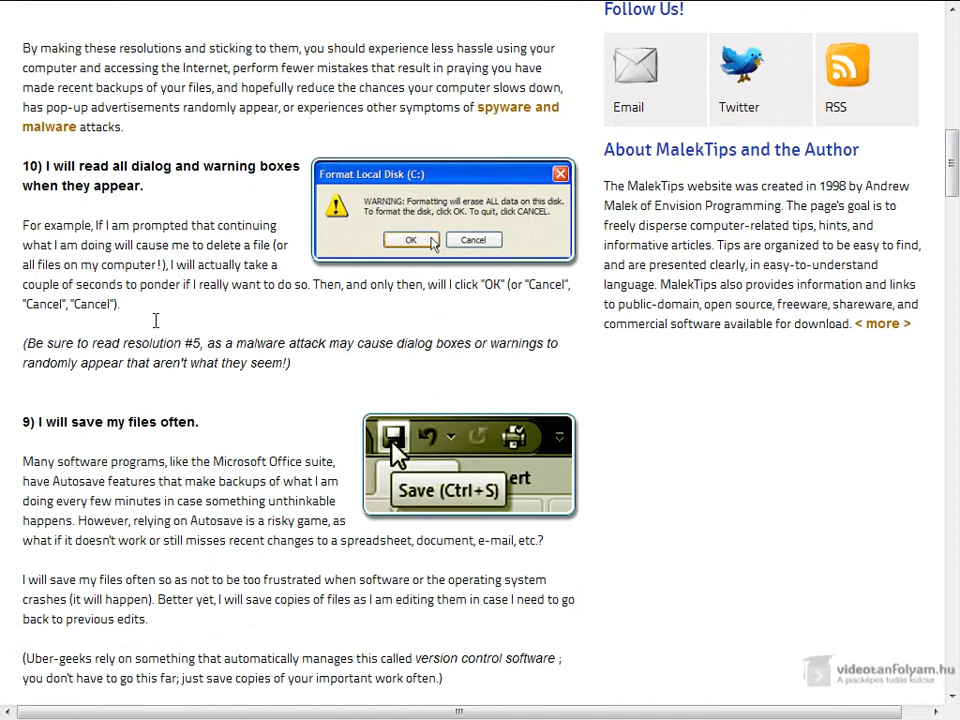 Follow Us!
By making these resolutions and sticking to them, you should experience less hassle using your
computer and accessing the Internet, perform fewer mistakes that result in praying you have
made recent backups of your files, and hopefully reduce the chances your computer slows down,
has pop-up advertisements randomly appear, or experiences other symptoms of spyware and
malware attacks.
Email
Twitter
RSS
10) I will read all dialog and warning boxes
when they appear.
Format Local Disk (C:)
WARNING: Formatting will erase ALL data on this disk.
To format the disk, click OK. To quit, click CANCEL.
OK
Cancel
For example, If I am prompted that continuing
what I am doing will cause me to delete a file (or
all files on my computer!), I will actually take a
couple of seconds to ponder if I really want to do so. Then, and only then, will I click "OK" (or "Cancel",
"Cancel", "Cancel").
(Be sure to read resolution #5, as a malware attack may cause dialog boxes or warnings to
randomly appear that aren't what they seem!)
About MalekTips and the Author
The MalekTips website was created in 1998 by Andrew
Malek of Envision Programming. The page's goal is to
freely disperse computer-related tips, hints, and
informative articles. Tips are organized to be easy to find,
and are presented clearly, in easy-to-understand
language. MalekTips also provides information and links
to public-domain, open source, freeware, shareware, and
commercial software available for download. < more >
9) I will save my files often.
ert
Save (Ctrl+S)
Many software programs, like the Microsoft Office suite,
have Autosave features that make backups of what I am
doing every few minutes in case something unthinkable
happens. However, relying on Autosave is a risky game, as
what if it doesn't work or still misses recent changes to a spreadsheet, document, e-mail, etc.?
I will save my files often so as not to be too frustrated when software or the operating system
crashes (it will happen). Better yet, I will save copies of files as I am editing them in case I need to go
back to previous edits.
(Uber-geeks rely on something that automatically manages this called version control software ;
you don't have to go this far; just save copies of your important work often.)
videotanfolyam.hu
A piacképes tudás kulcsa